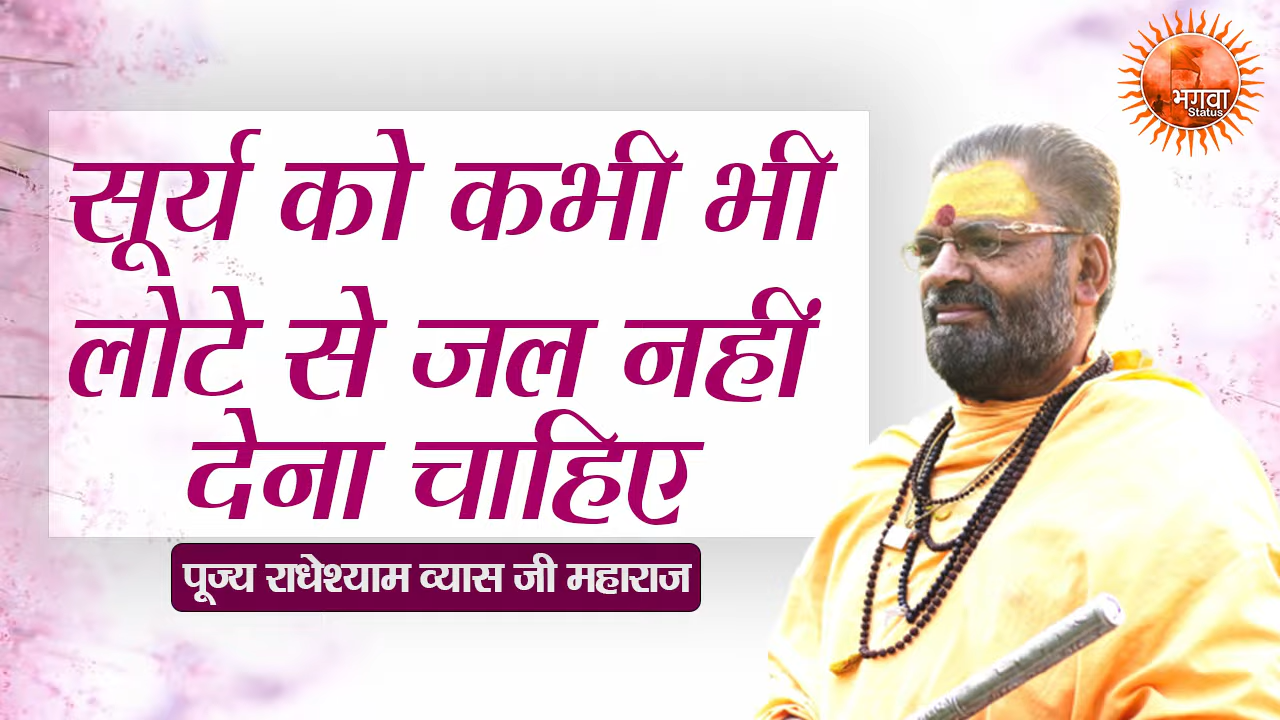 सूर्य को कभी भी
लोटे से जल नहीं
देना चाहिए
पूज्य राधेश्याम व्यास जी महाराज
भगवा
Status